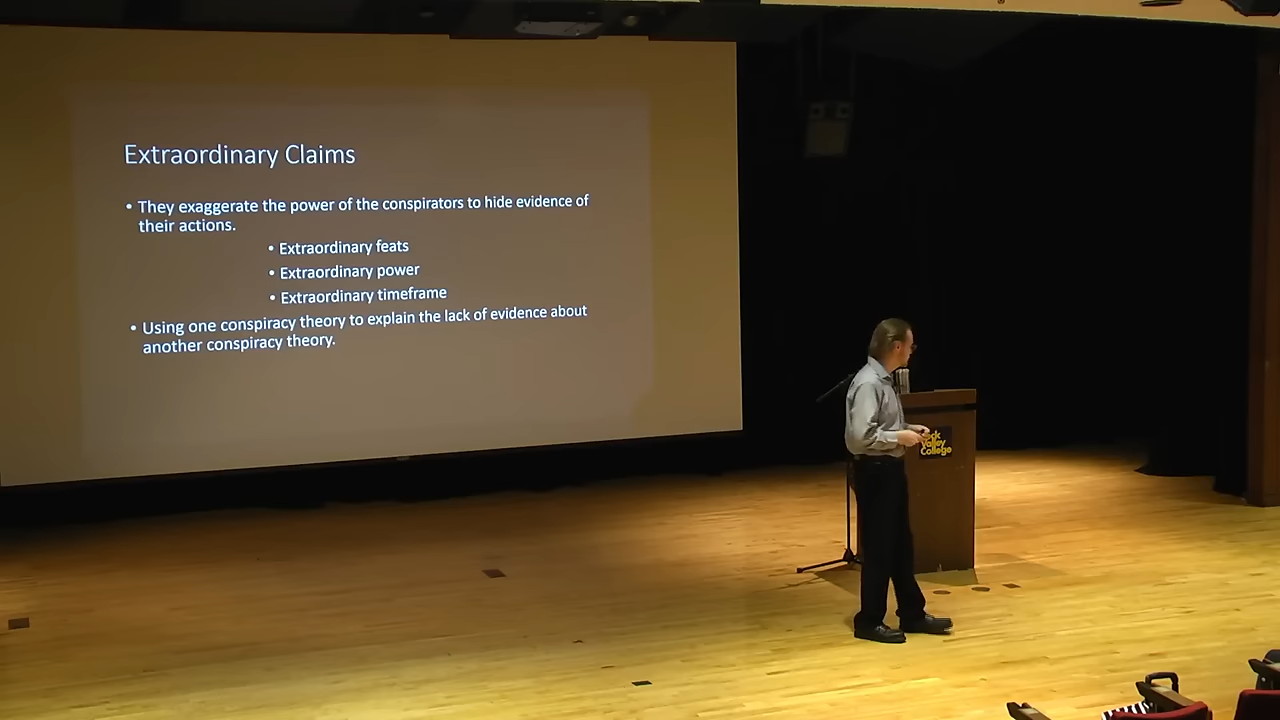 Extraordinary Claims
• They exaggerate the power of the conspirators to hide evidence of
their actions.
• Extraordinary feats
• Extraordinary power
• Extraordinary timeframe
• Using one conspiracy theory to explain the lack of evidence about
another conspiracy theory.
Valley
College